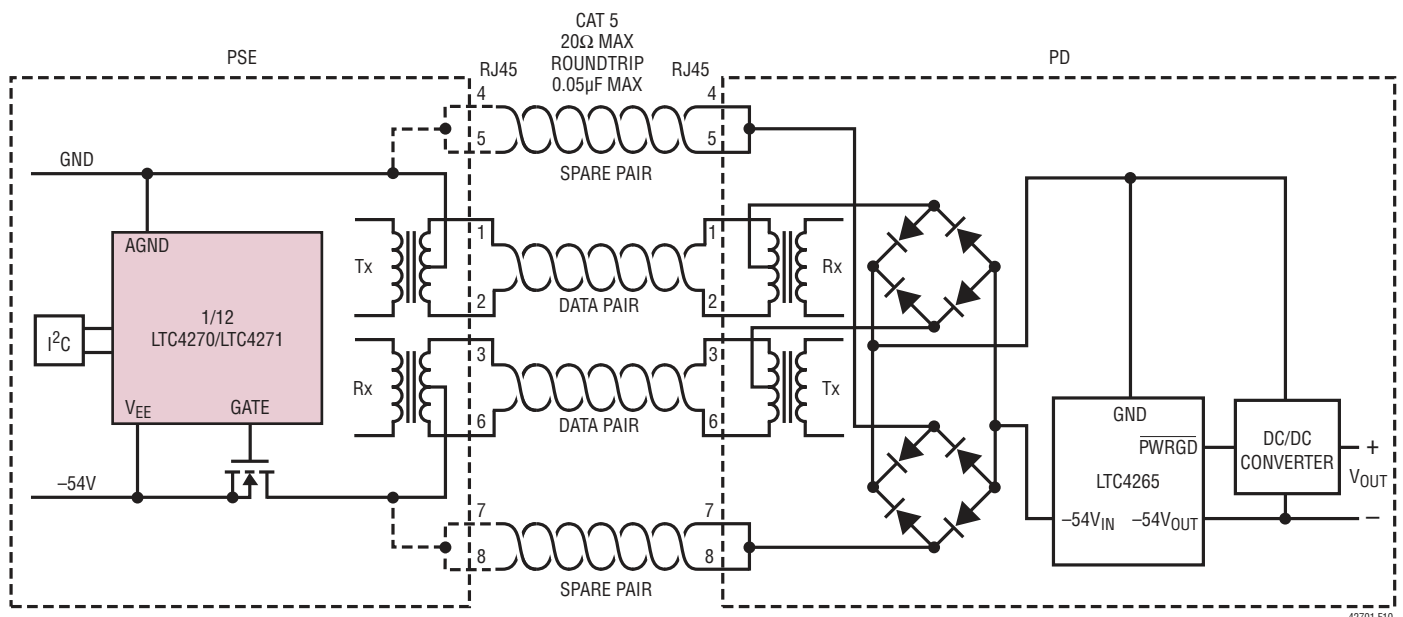 CAT 5
20Ω MAX
ROUNDTRIP
0.05µF MAX
PSE
RJ45
RJ45
PD
4
5
4
5
SPARE PAIR
GND
AGND
1/12
LTC4270/LTC4271
I²C
VEE
GATE
–54V
Tx
Rx
1
2
1
2
DATA PAIR
Rx
3
6
3
6
DATA PAIR
Tx
7
8
7
8
SPARE PAIR
GND
PWRGD
LTC4265
–54VIN
–54VOUT
DC/DC
CONVERTER
+
VOUT
–